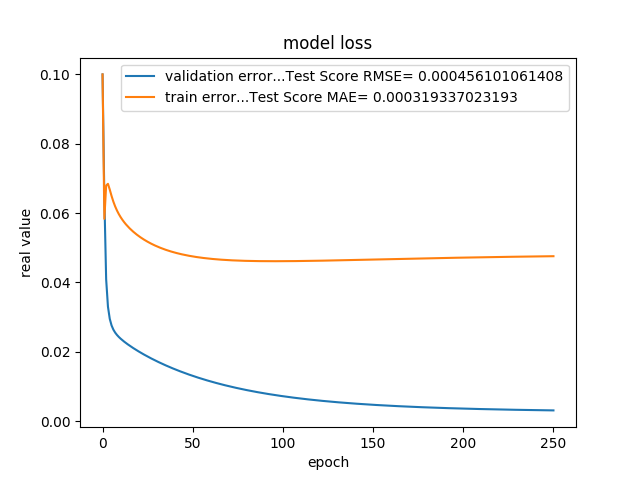 model loss
validation error...Test Score RMSE= 0.000456101061408
train error...Test Score MAE= 0.000319337023193
real value
0.10
0.08
0.06
0.04
0.02
0.00
0 50 100 150 200 250
epoch